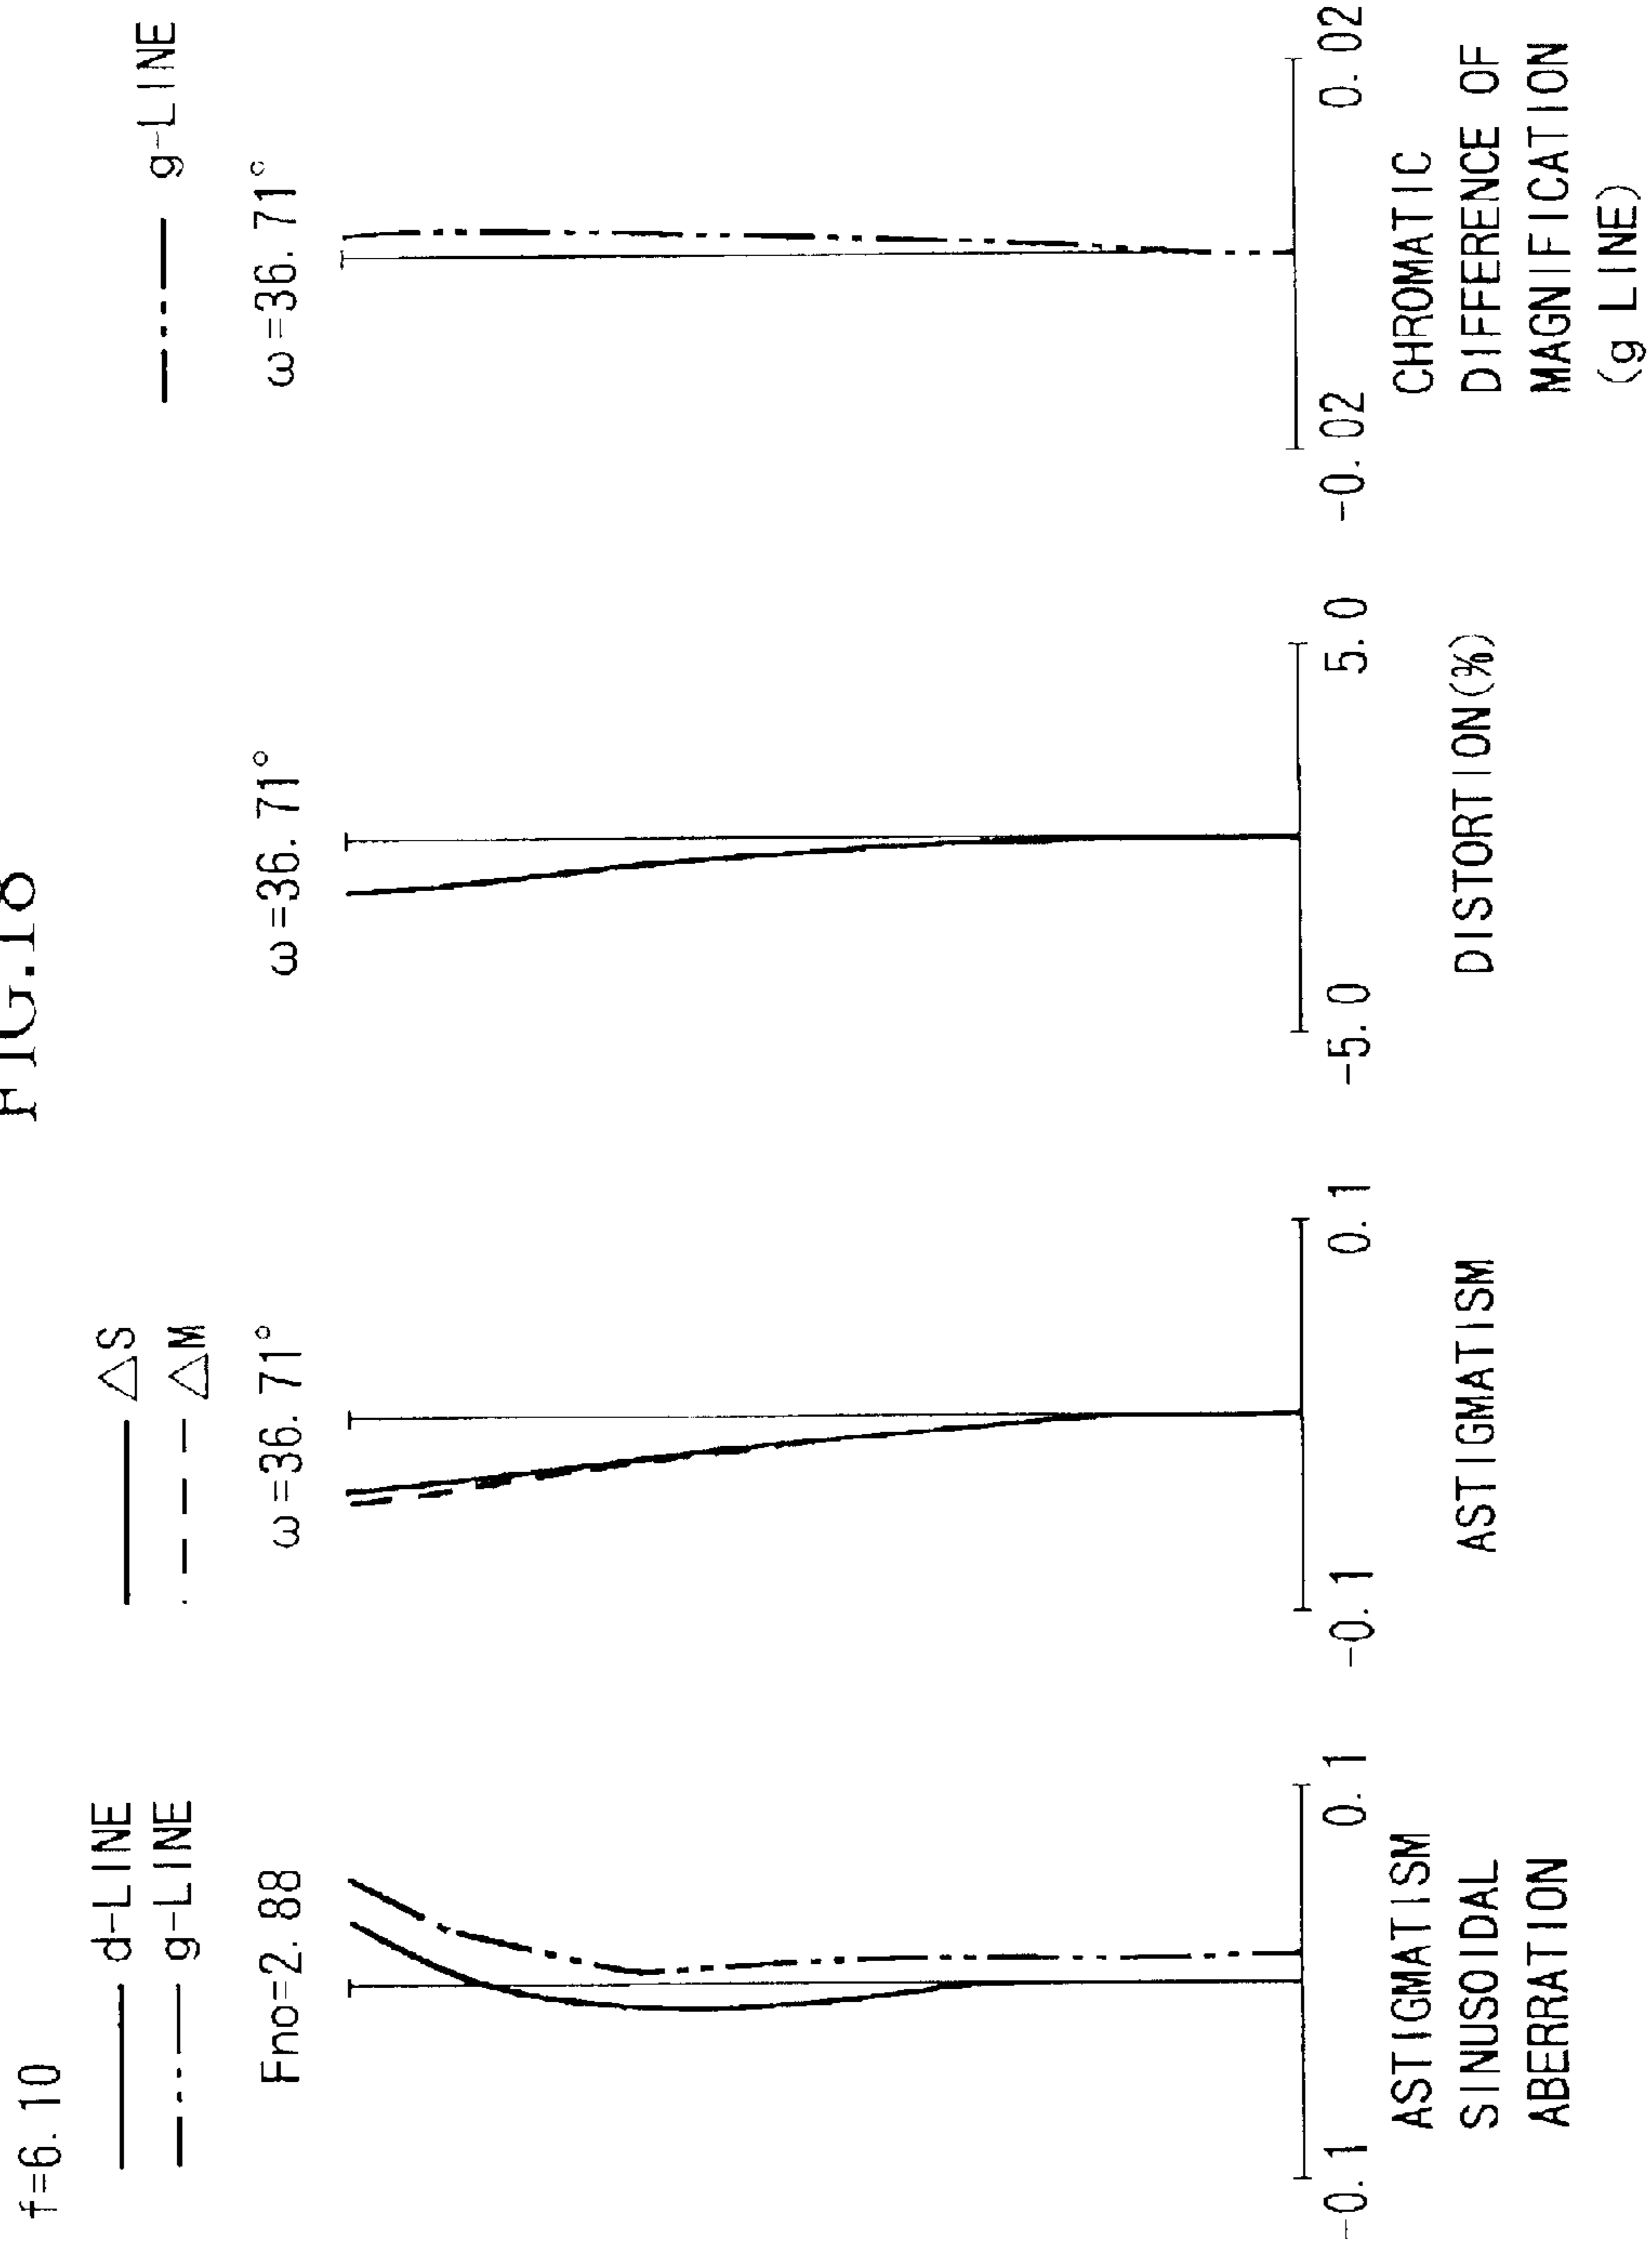 FIG.18
f=6.10
d-LINE
g-LINE
Fno=2.88
-0.1
0.1
ASTIGMATISM
SINUSOIDAL
ABERRATION
△S
△M
ω=36.71°
-0.1
0.1
ASTIGMATISM
ω=36.71°
-5.0
5.0
DISTORTION(%)
g-LINE
ω=36.71°
-0.02
0.02
CHROMATIC
DIFFERENCE OF
MAGNIFICATION
(g LINE)